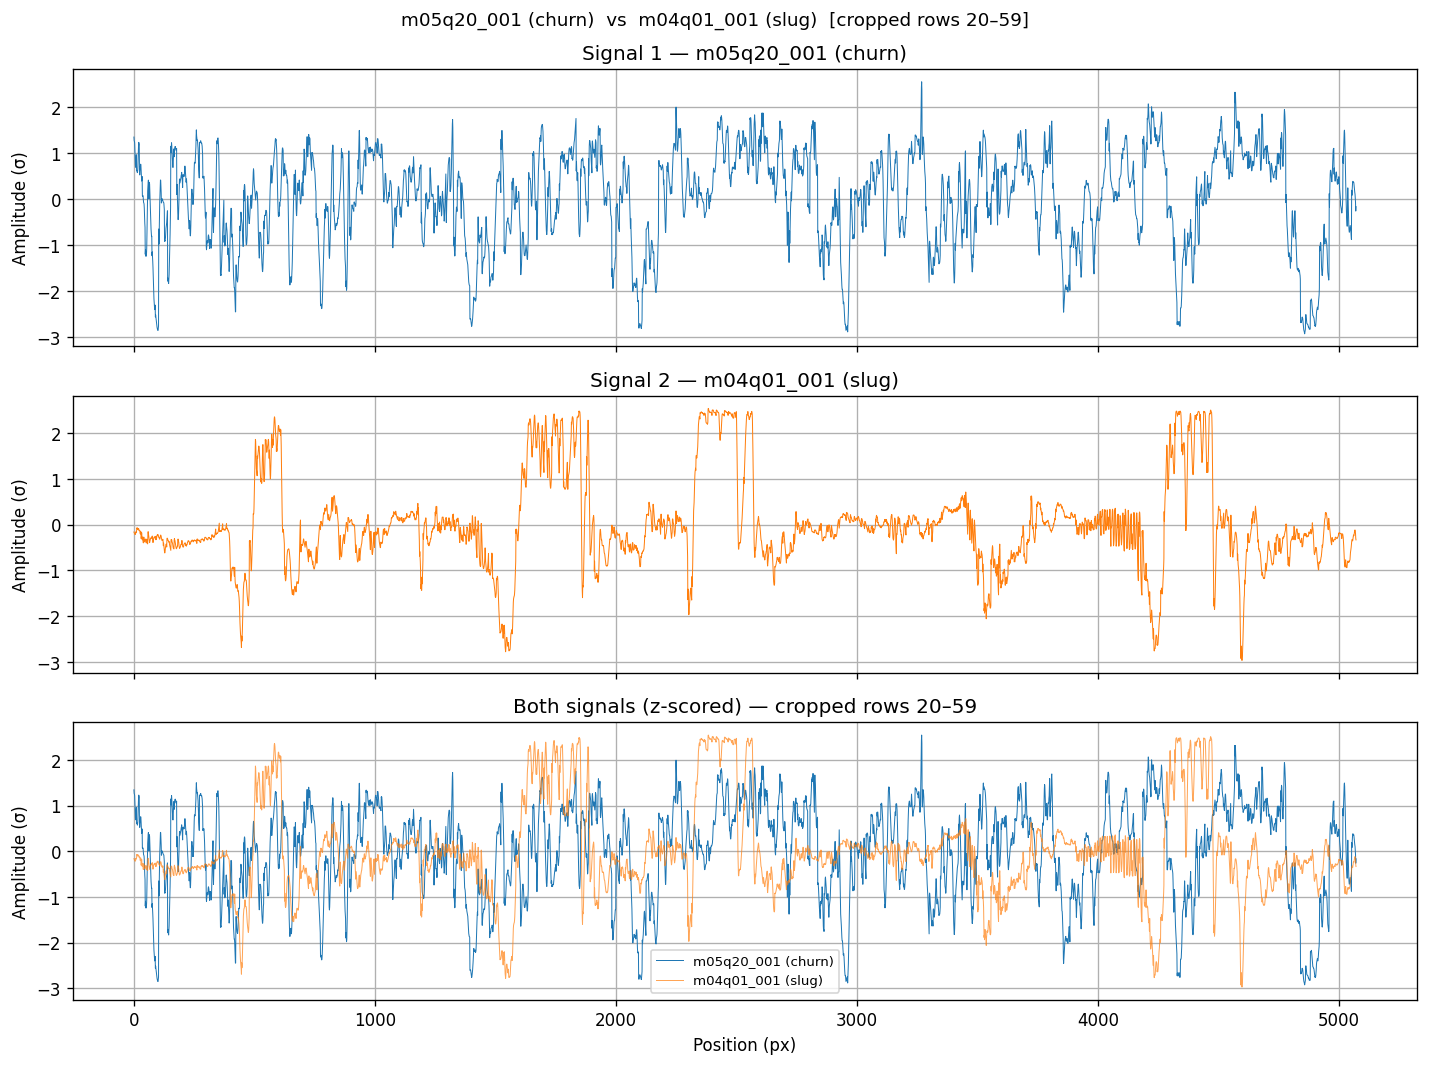 m05q20_001 (churn)  vs  m04q01_001 (slug)  [cropped rows 20–59]
Signal 1 — m05q20_001 (churn)
Amplitude (σ)
2
1
0
−1
−2
−3
Signal 2 — m04q01_001 (slug)
Amplitude (σ)
2
1
0
−1
−2
−3
Both signals (z-scored) — cropped rows 20–59
Amplitude (σ)
2
1
0
−1
−2
−3
m05q20_001 (churn)
m04q01_001 (slug)
0 1000 2000 3000 4000 5000
Position (px)